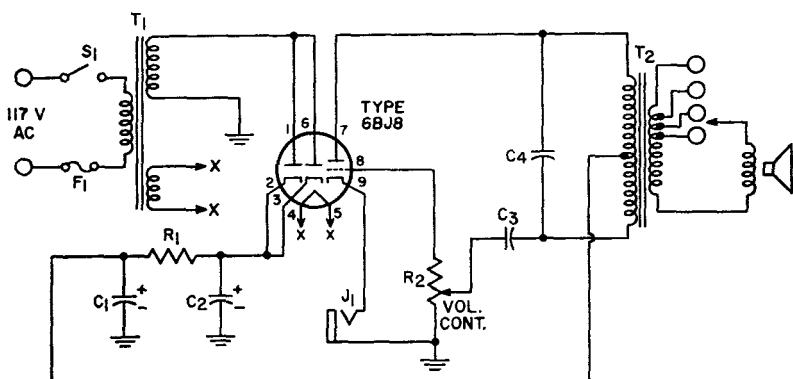 T1
S1
117 V
AC
F1
X
X
TYPE
6BJ8
1
6
7
2
3
4
5
8
9
X
X
R1
C1
+
-
C2
+
-
J1
R2
VOL.
CONT.
C3
C4
T2